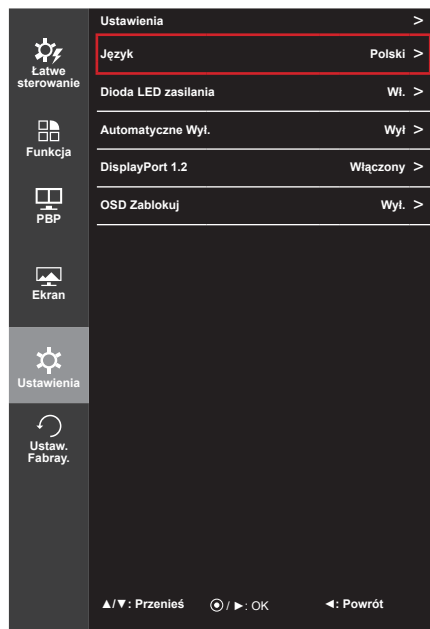 Łatwe
sterowanie
Funkcja
PBP
Ekran
Ustawienia
Ustaw.
Fabray.
Ustawienia >
Język Polski >
Dioda LED zasilania Wł. >
Automatyczne Wył. Wył >
DisplayPort 1.2 Włączony >
OSD Zablokuj Wył. >
▲/▼: Przenieś ⦿ / ►: OK ◄: Powrót